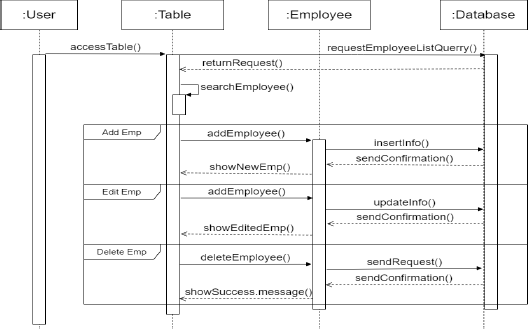 :User
:Table
:Employee
:Database
accessTable()
requestEmployeeListQuerry()
returnRequest()
searchEmployee()
Add Emp
addEmployee()
insertInfo()
sendConfirmation()
showNewEmp()
Edit Emp
addEmployee()
updateInfo()
sendConfirmation()
showEditedEmp()
Delete Emp
deleteEmployee()
sendRequest()
sendConfirmation()
showSuccess.message()